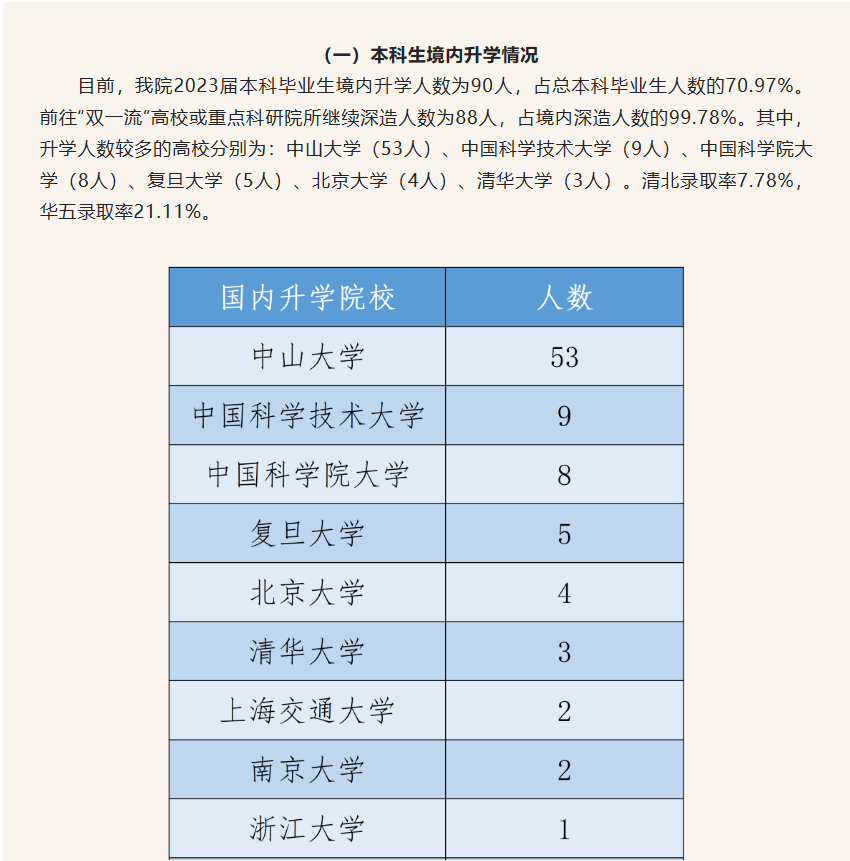 （一）本科生境内升学情况
目前，我院2023届本科毕业生境内升学人数为90人，占总本科毕业生人数的70.97%。
前往“双一流”高校或重点科研院所继续深造人数为88人，占境内深造人数的99.78%。其中，
升学人数较多的高校分别为：中山大学（53人）、中国科学技术大学（9人）、中国科学院大
学（8人）、复旦大学（5人）、北京大学（4人）、清华大学（3人）。清北录取率7.78%，
华五录取率21.11%。
国内升学院校 人数
中山大学 53
中国科学技术大学 9
中国科学院大学 8
复旦大学 5
北京大学 4
清华大学 3
上海交通大学 2
南京大学 2
浙江大学 1